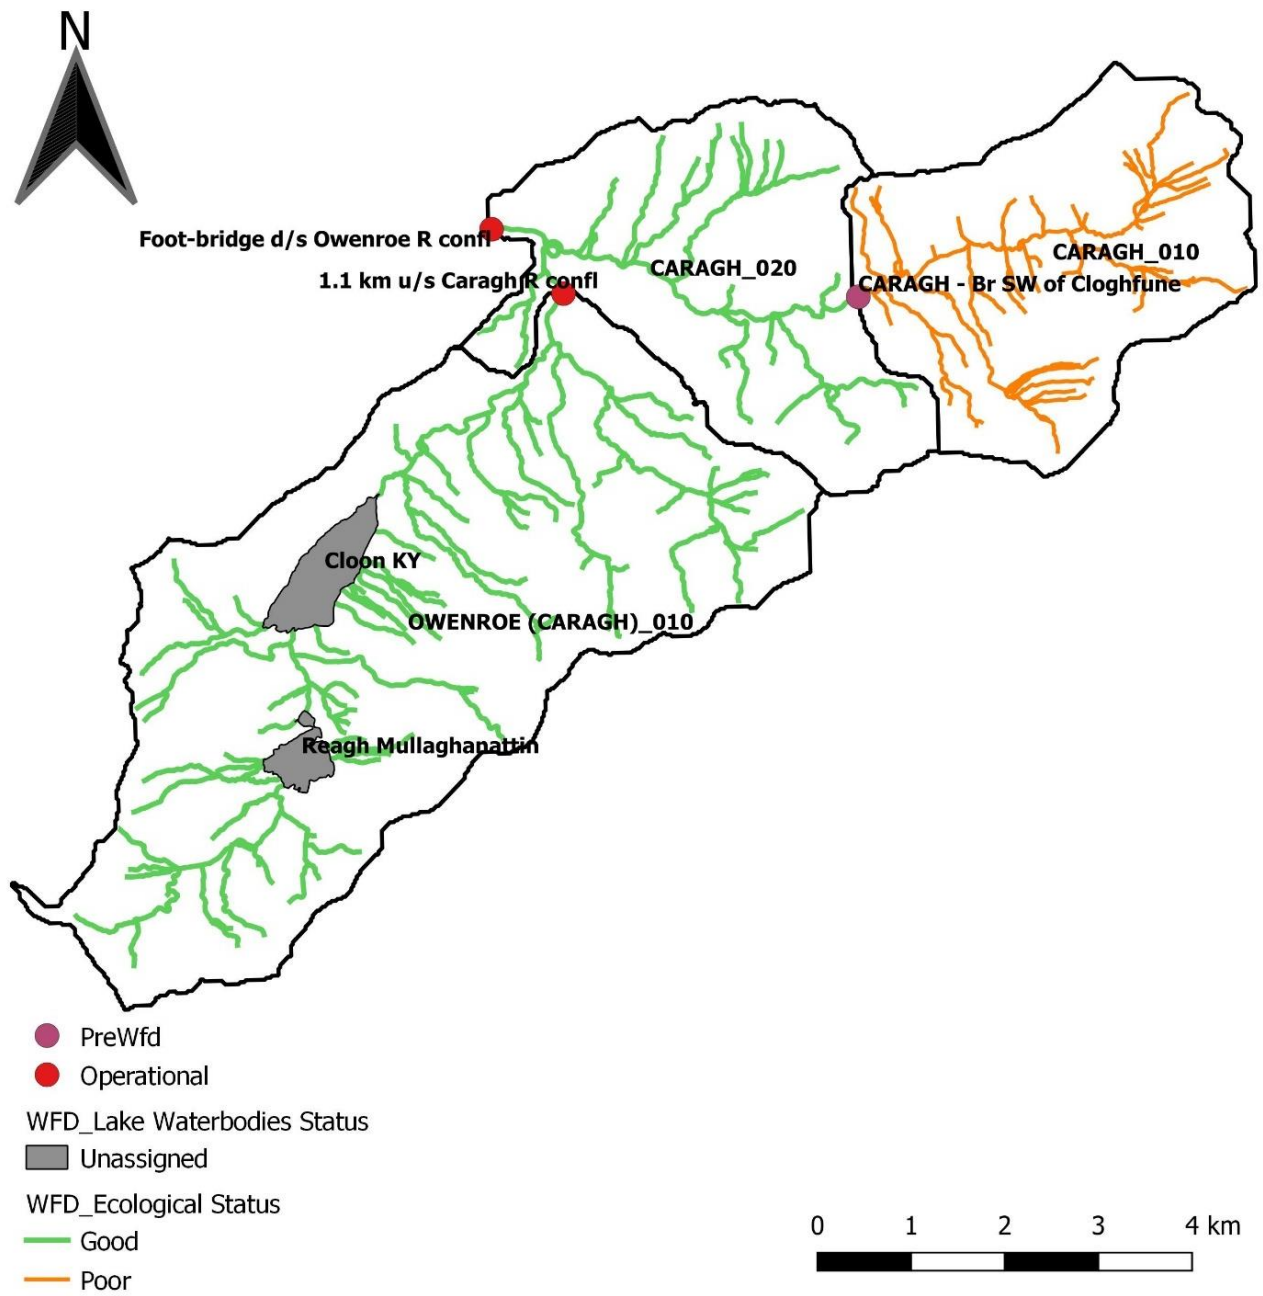 N
Foot-bridge d/s Owenroe R confl
1.1 km u/s Caragh R confl
CARAGH_020
CARAGH_010
CARAGH - Br SW of Cloghfune
Cloon KY
OWENROE (CARAGH)_010
Reagh Mullaghanattin
PreWfd
Operational
WFD_Lake Waterbodies Status
Unassigned
WFD_Ecological Status
Good
Poor
0 1 2 3 4 km